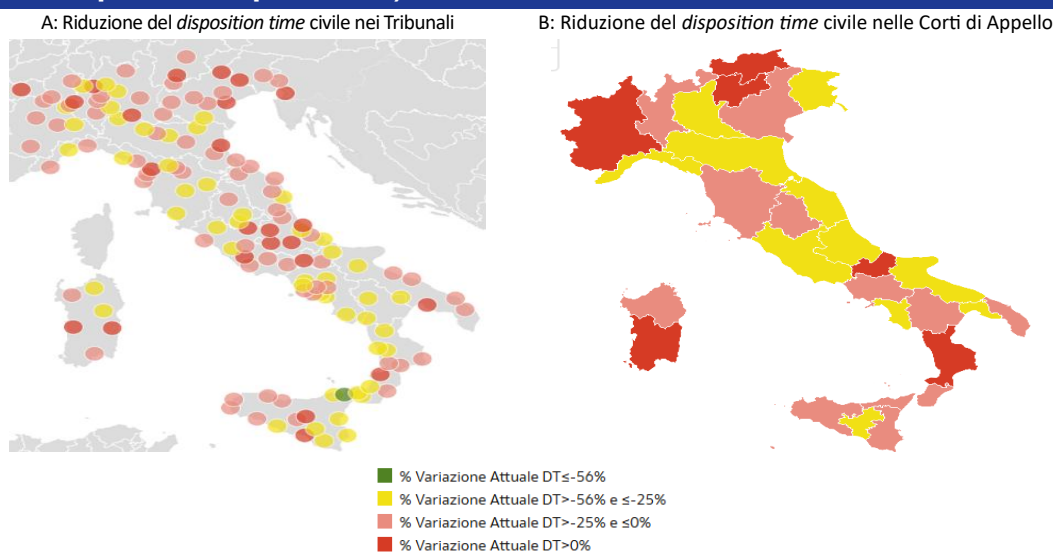 A: Riduzione del disposition time civile nei Tribunali
B: Riduzione del disposition time civile nelle Corti di Appello
% Variazione Attuale DT≤-56%
% Variazione Attuale DT>-56% e ≤-25%
% Variazione Attuale DT>-25% e ≤0%
% Variazione Attuale DT>0%